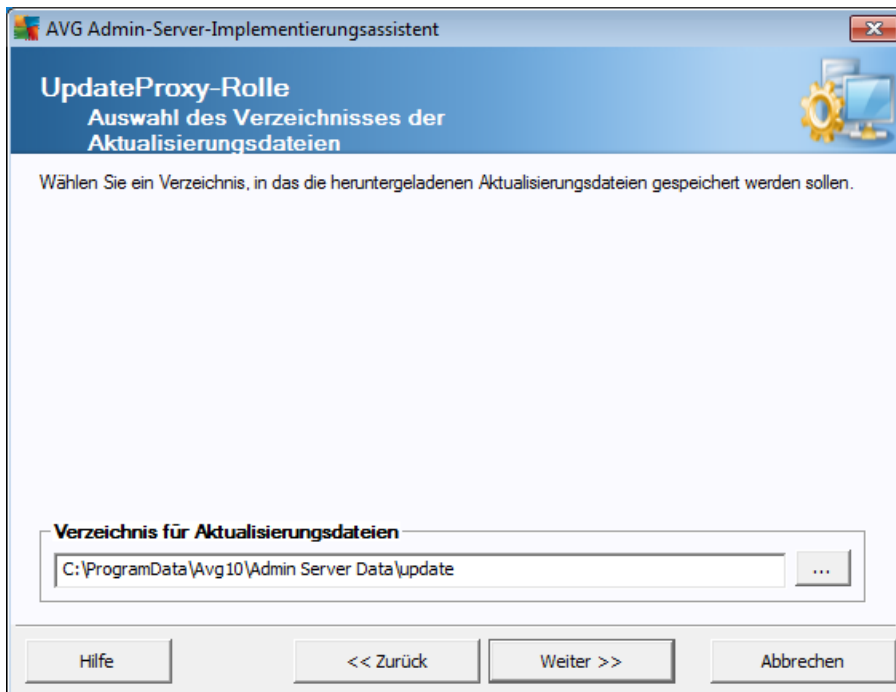 AVG Admin-Server-Implementierungsassistent
UpdateProxy-Rolle
Auswahl des Verzeichnisses der
Aktualisierungsdateien
Wählen Sie ein Verzeichnis, in das die heruntergeladenen Aktualisierungsdateien gespeichert werden sollen.
Verzeichnis für Aktualisierungsdateien
C:\ProgramData\Avg10\Admin Server Data\update
...
Hilfe
<< Zurück
Weiter >>
Abbrechen